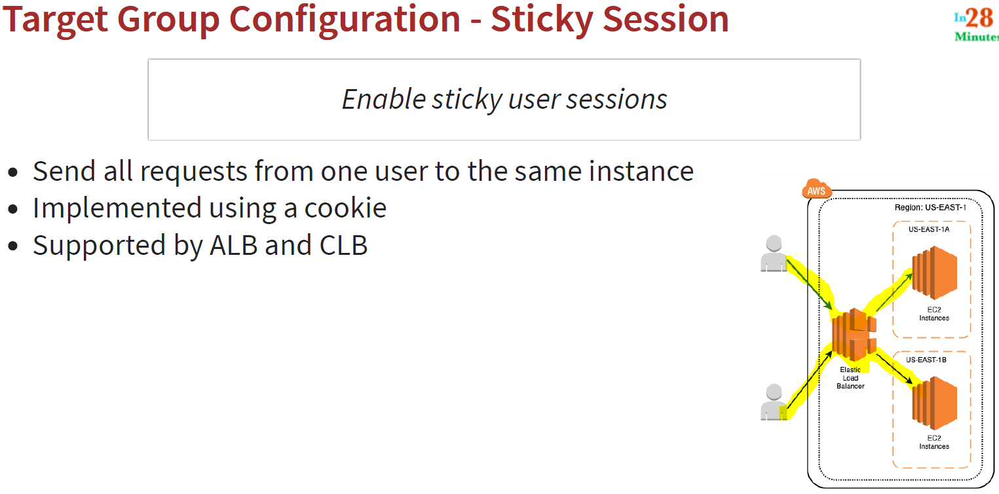 Target Group Configuration - Sticky Session
In28
Minutes
Enable sticky user sessions
Send all requests from one user to the same instance
Implemented using a cookie
Supported by ALB and CLB
AWS
Region: US-EAST-1
US-EAST-1A
EC2
Instances
US-EAST-1B
Elastic
Load
Balancer
EC2
Instances